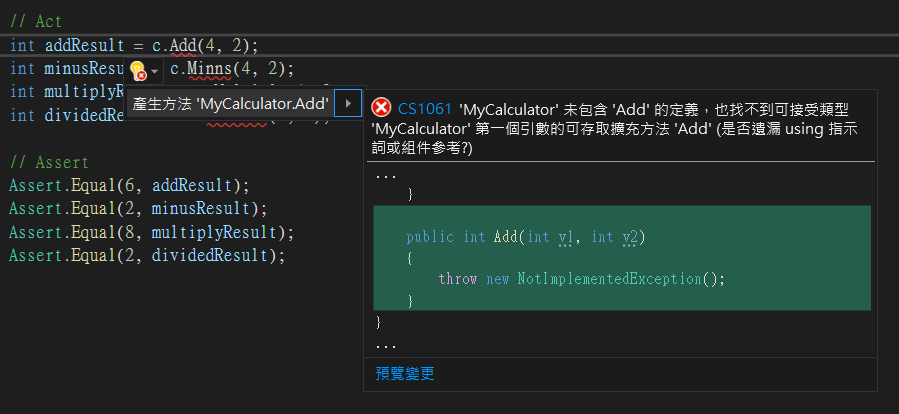 // Act
int addResult = c.Add(4, 2);
int minusResu c.Minns(4, 2);
int multiplyR
產生方法 'MyCalculator.Add'
int dividedRe
CS1061 'MyCalculator' 未包含 'Add' 的定義，也找不到可接受類型
'MyCalculator' 第一個引數的可存取擴充方法 'Add' (是否遺漏 using 指示
詞或組件參考?)
...
}
public int Add(int v1, int v2)
{
throw new NotImplementedException();
}
}
...
預覽變更
// Assert
Assert.Equal(6, addResult);
Assert.Equal(2, minusResult);
Assert.Equal(8, multiplyResult);
Assert.Equal(2, dividedResult);